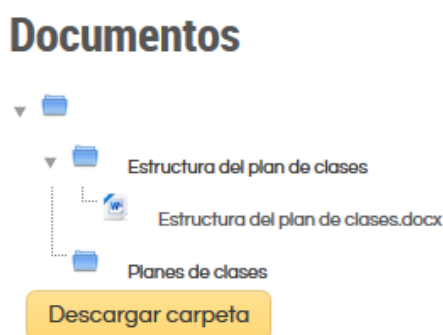 Documentos
Estructura del plan de clases
Estructura del plan de clases.docx
Planes de clases
Descargar carpeta